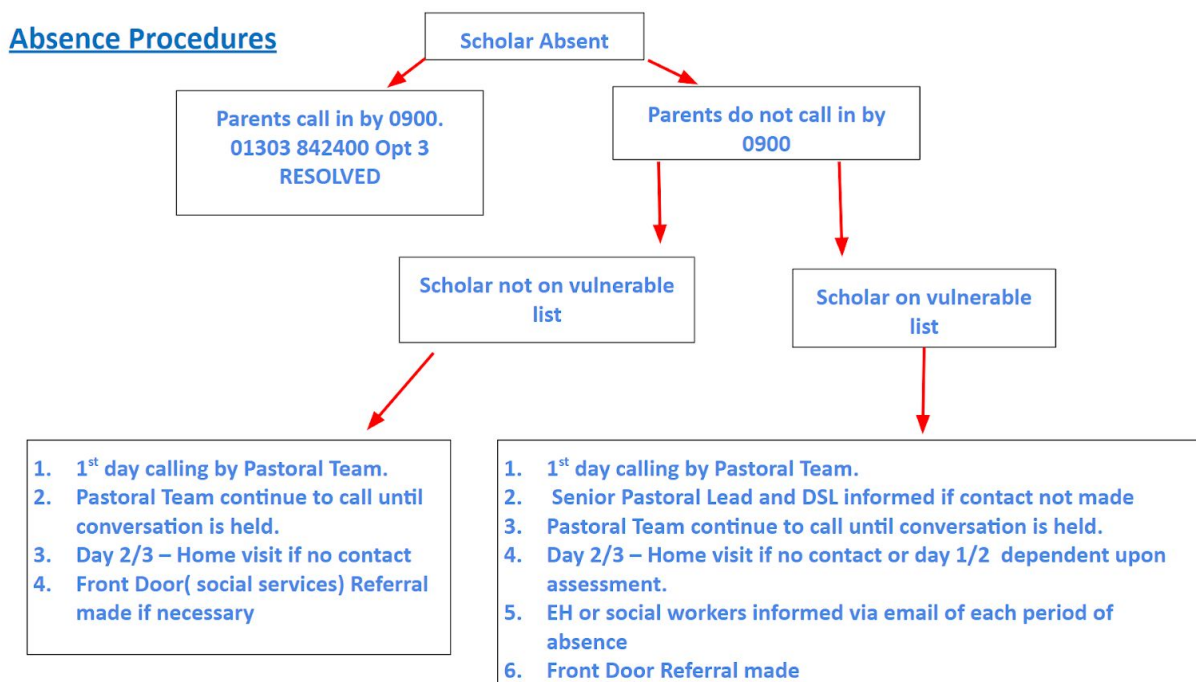 Absence Procedures
Scholar Absent
Parents call in by 0900.
01303 842400 Opt 3
RESOLVED
Parents do not call in by
0900
Scholar not on vulnerable
list
Scholar on vulnerable
list
1. 1st day calling by Pastoral Team.
2. Pastoral Team continue to call until
conversation is held.
3. Day 2/3 – Home visit if no contact
4. Front Door( social services) Referral
made if necessary
1. 1st day calling by Pastoral Team.
2. Senior Pastoral Lead and DSL informed if contact not made
3. Pastoral Team continue to call until conversation is held.
4. Day 2/3 – Home visit if no contact or day 1/2 dependent upon
assessment.
5. EH or social workers informed via email of each period of
absence
6. Front Door Referral made